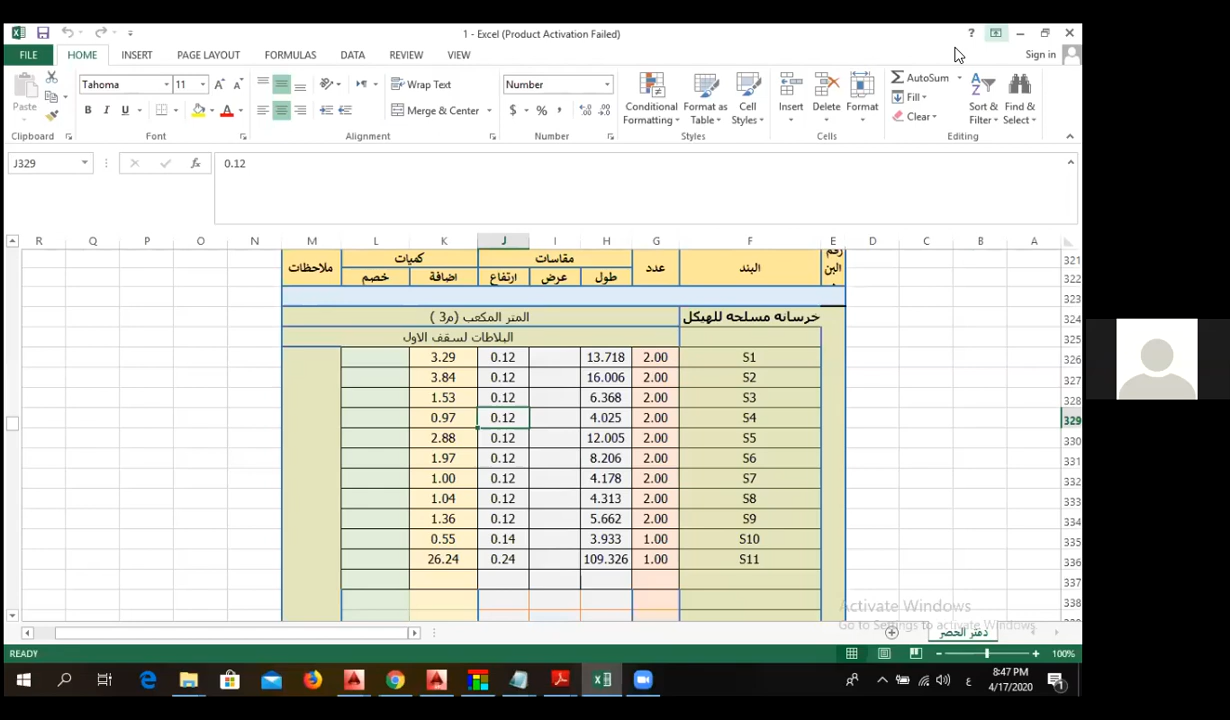 1 - Excel (Product Activation Failed)
FILE HOME INSERT PAGE LAYOUT FORMULAS DATA REVIEW VIEW Sign in
Tahoma 11 Wrap Text Number AutoSum
Paste B I U Merge & Center $ % Conditional Formatting Format as Table Cell Styles Insert Delete Format Fill Clear Sort & Filter Find & Select
Clipboard Font Alignment Number Styles Cells Editing
J329 0.12
R Q P O N M L K J I H G F E D C B A
رقم البن البند عدد مقاسات كميات ملاحظات 321
طول عرض ارتفاع اضافة خصم 322
323
خرسانه مسلحه للهيكل المتر المكعب (م3 ) 324
البلاطات لسقف الاول 325
3.29 0.12 13.718 2.00 S1 326
3.84 0.12 16.006 2.00 S2 327
1.53 0.12 6.368 2.00 S3 328
0.97 0.12 4.025 2.00 S4 329
2.88 0.12 12.005 2.00 S5 330
1.97 0.12 8.206 2.00 S6 331
1.00 0.12 4.178 2.00 S7 332
1.04 0.12 4.313 2.00 S8 333
1.36 0.12 5.662 2.00 S9 334
0.55 0.14 3.933 1.00 S10 335
26.24 0.24 109.326 1.00 S11 336
337
338
Activate Windows
Go to Settings to activate Windows.
دفتر الحصر
READY 100%
8:47 PM
ع
4/17/2020
1